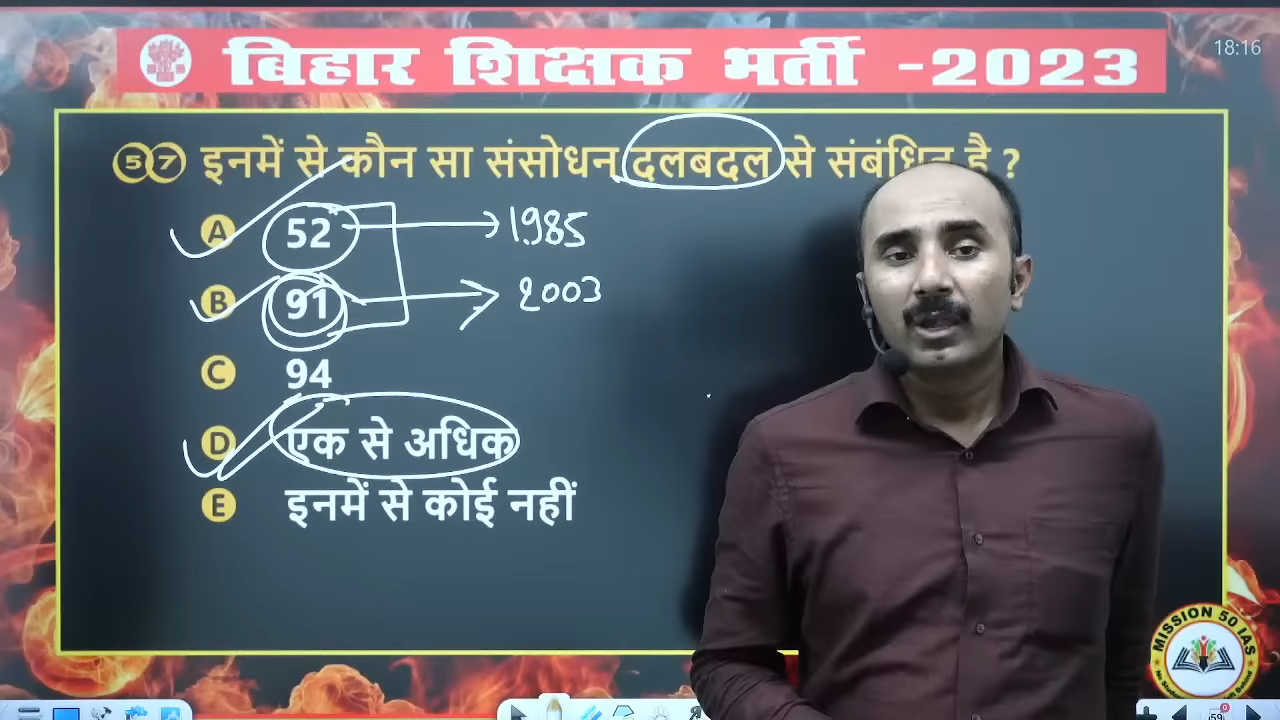 18:16
बिहार शिक्षक भर्ती -2023
57 इनमें से कौन सा संसोधन दलबदल से संबंधित है ?
A 52 1985
B 91 2003
C 94
D एक से अधिक
E इनमें से कोई नहीं
MISSION 50 IAS
59